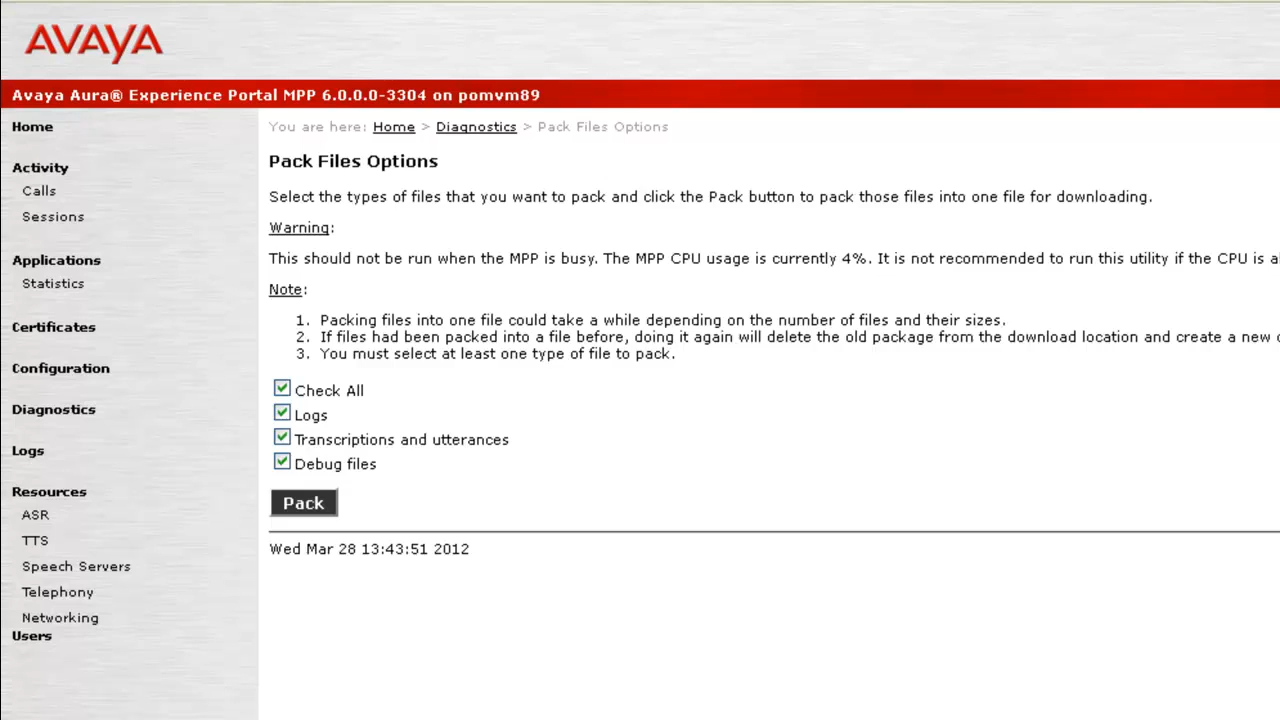 AVAYA
Avaya Aura® Experience Portal MPP 6.0.0.0-3304 on pomvm89
Home
Activity
Calls
Sessions
Applications
Statistics
Certificates
Configuration
Diagnostics
Logs
Resources
ASR
TTS
Speech Servers
Telephony
Networking
Users
You are here: Home > Diagnostics > Pack Files Options
Pack Files Options
Select the types of files that you want to pack and click the Pack button to pack those files into one file for downloading.
Warning:
This should not be run when the MPP is busy. The MPP CPU usage is currently 4%. It is not recommended to run this utility if the CPU is
Note:
1. Packing files into one file could take a while depending on the number of files and their sizes.
2. If files had been packed into a file before, doing it again will delete the old package from the download location and create a new
3. You must select at least one type of file to pack.
Check All
Logs
Transcriptions and utterances
Debug files
Pack
Wed Mar 28 13:43:51 2012